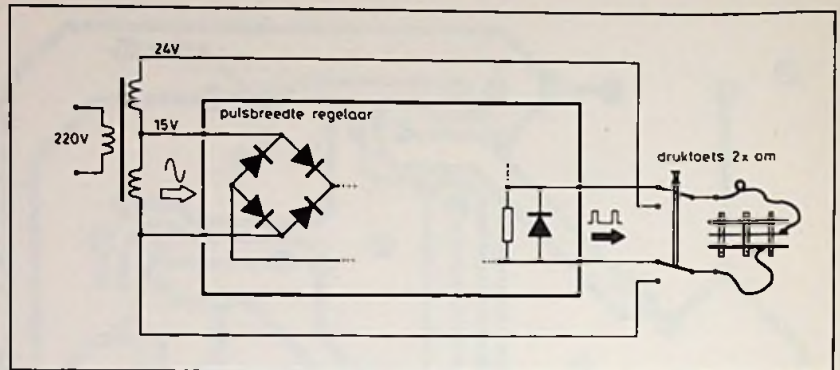 24V
pulsbreedte regelaar
220V
15V
druktoets 2x om